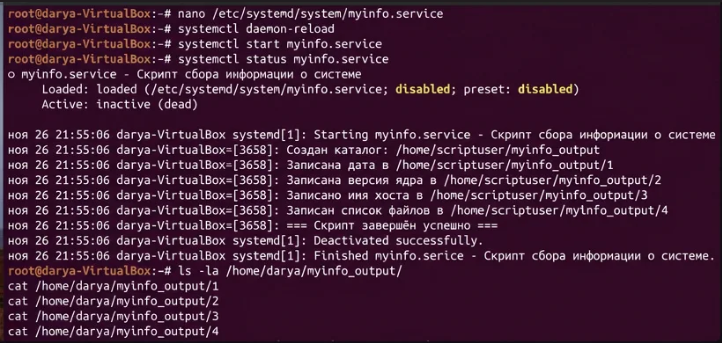 root@darya-VirtualBox:~# nano /etc/systemd/system/myinfo.service
root@darya-VirtualBox:~# systemctl daemon-reload
root@darya-VirtualBox:~# systemctl start myinfo.service
root@darya-VirtualBox:~# systemctl status myinfo.service
o myinfo.service - Скрипт сбора информации о системе
Loaded: loaded (/etc/systemd/system/myinfo.service; disabled; preset: disabled)
Active: inactive (dead)
ноя 26 21:55:06 darya-VirtualBox systemd[1]: Starting myinfo.service - Скрипт сбора информации о системе
ноя 26 21:55:06 darya-VirtualBox=[3658]: Создан каталог: /home/scriptuser/myinfo_output
ноя 26 21:55:06 darya-VirtualBox=[3658]: Записана дата в /home/scriptuser/myinfo_output/1
ноя 26 21:55:06 darya-VirtualBox=[3658]: Записана версия ядра в /home/scriptuser/myinfo_output/2
ноя 26 21:55:06 darya-VirtualBox=[3658]: Записано имя хоста в /home/scriptuser/myinfo_output/3
ноя 26 21:55:06 darya-VirtualBox=[3658]: Записан список файлов в /home/scriptuser/myinfo_output/4
ноя 26 21:55:06 darya-VirtualBox=[3658]: === Скрипт завершён успешно ===
ноя 26 21:55:06 darya-VirtualBox systemd[1]: Deactivated successfully.
ноя 26 21:55:06 darya-VirtualBox systemd[1]: Finished myinfo.serice - Скрипт сбора информации о системе.
root@darya-VirtualBox:~# ls -la /home/darya/myinfo_output/
cat /home/darya/myinfo_output/1
cat /home/darya/myinfo_output/2
cat /home/darya/myinfo_output/3
cat /home/darya/myinfo_output/4